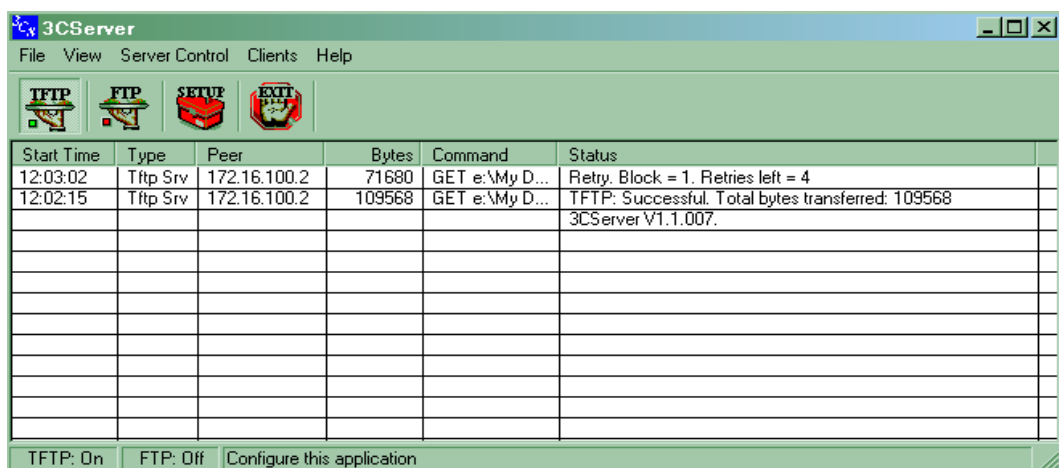 3CServer
File View Server Control Clients Help
TFTP FTP SETUP EXIT
Start Time Type Peer Bytes Command Status
12:03:02 Tftp Srv 172.16.100.2 71680 GET e:\My D... Retry. Block = 1. Retries left = 4
12:02:15 Tftp Srv 172.16.100.2 109568 GET e:\My D... TFTP: Successful. Total bytes transferred: 109568
3CServer V1.1.007.
TFTP: On FTP: Off Configure this application